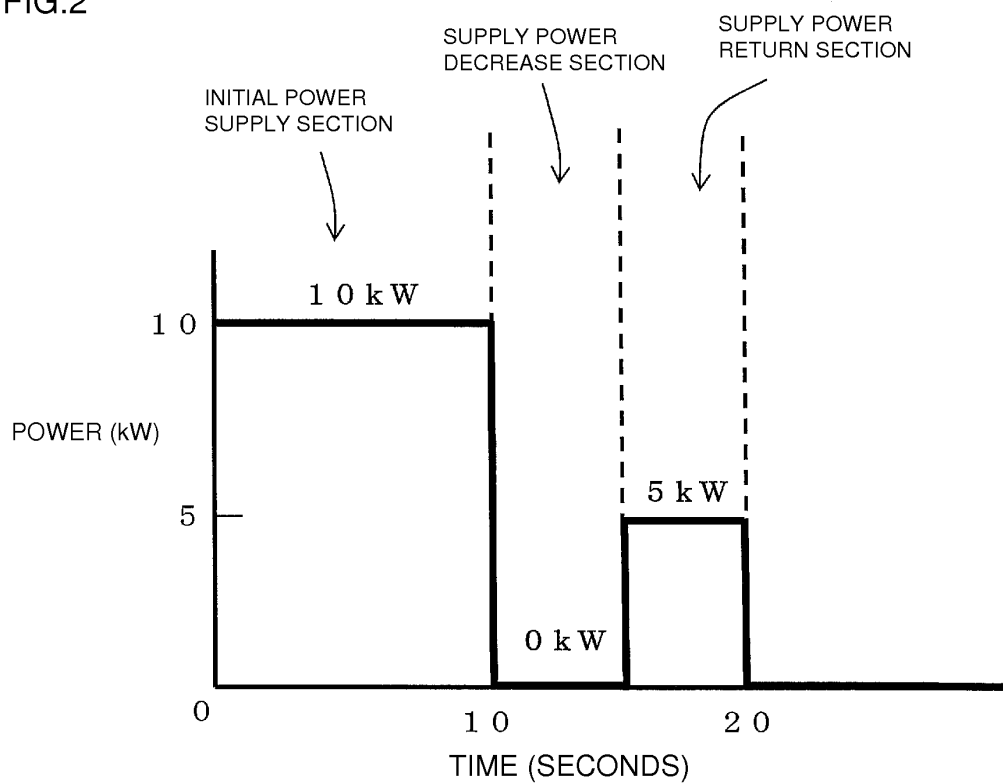 FIG.2
SUPPLY POWER
DECREASE SECTION
SUPPLY POWER
RETURN SECTION
INITIAL POWER
SUPPLY SECTION
10kW
10
POWER (kW)
5
5kW
0kW
0
10
20
TIME (SECONDS)